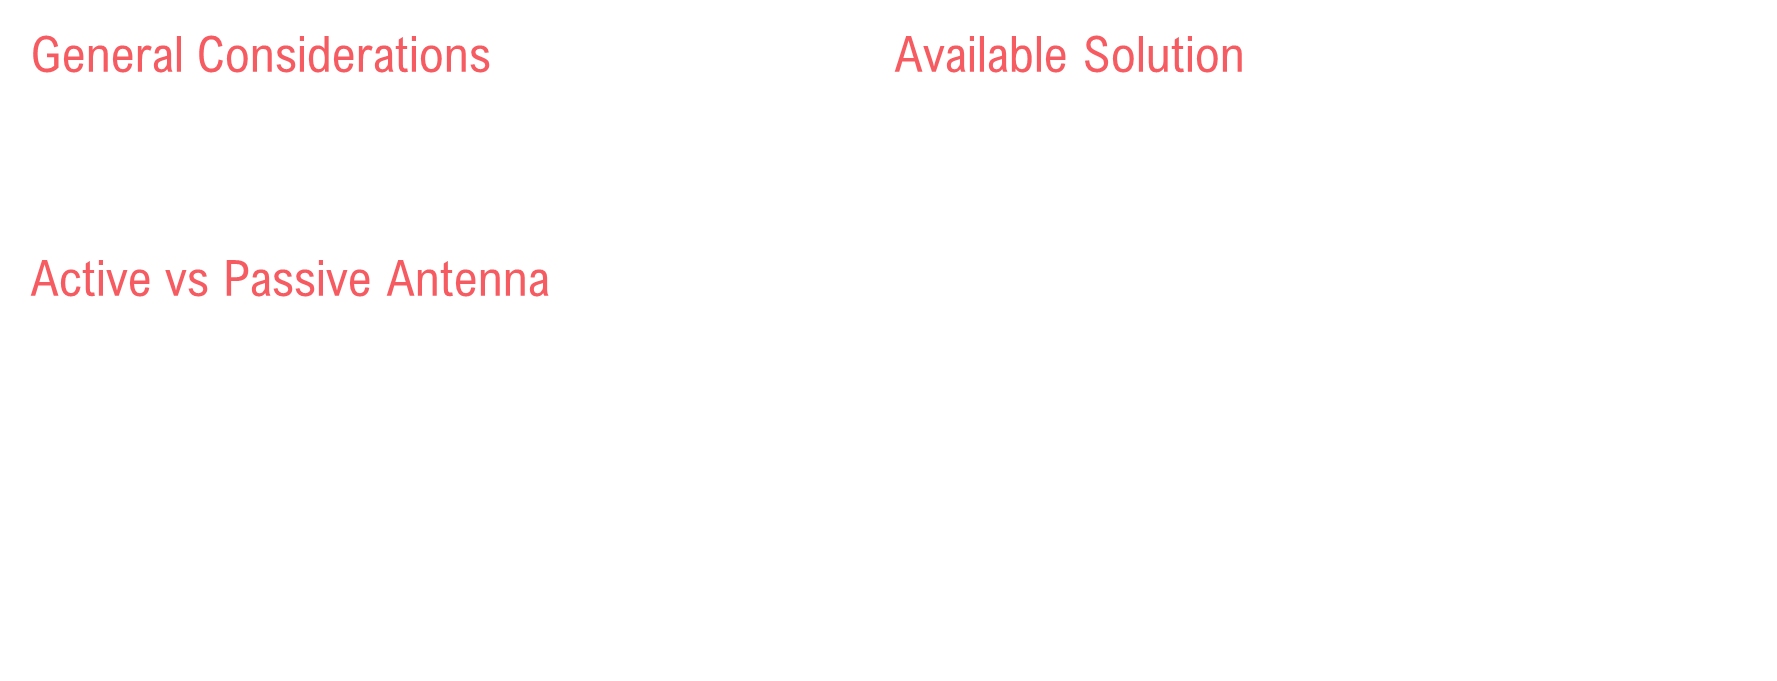 General Considerations
Active vs Passive Antenna
Available Solution